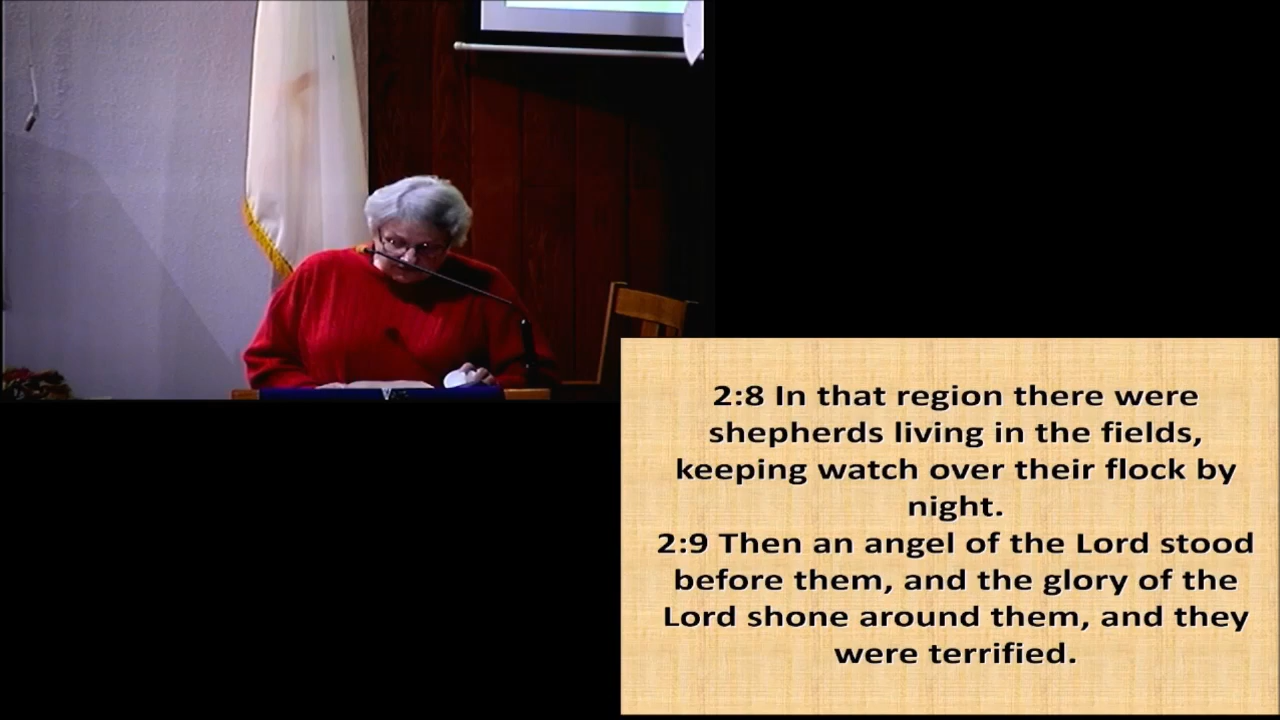 2:8 In that region there were
shepherds living in the fields,
keeping watch over their flock by
night.
2:9 Then an angel of the Lord stood
before them, and the glory of the
Lord shone around them, and they
were terrified.